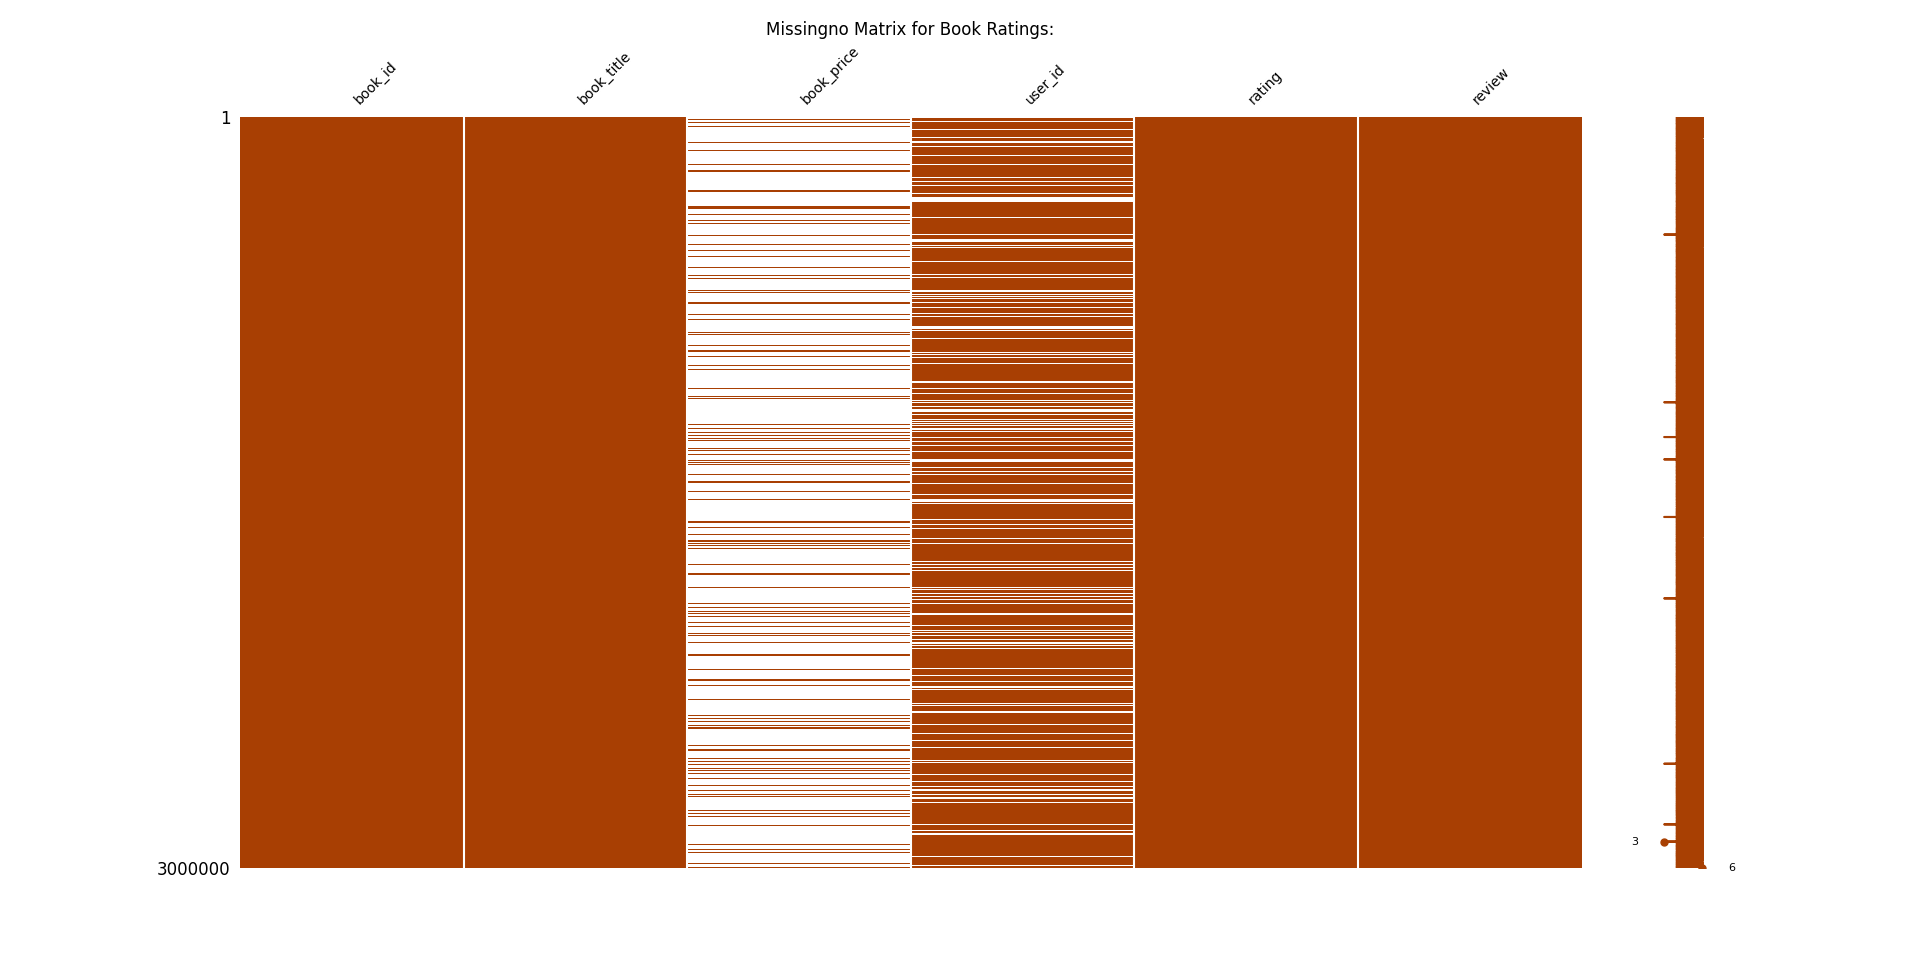 Missingno Matrix for Book Ratings:
book_id
book_title
book_price
user_id
rating
review
1
3000000
3
6